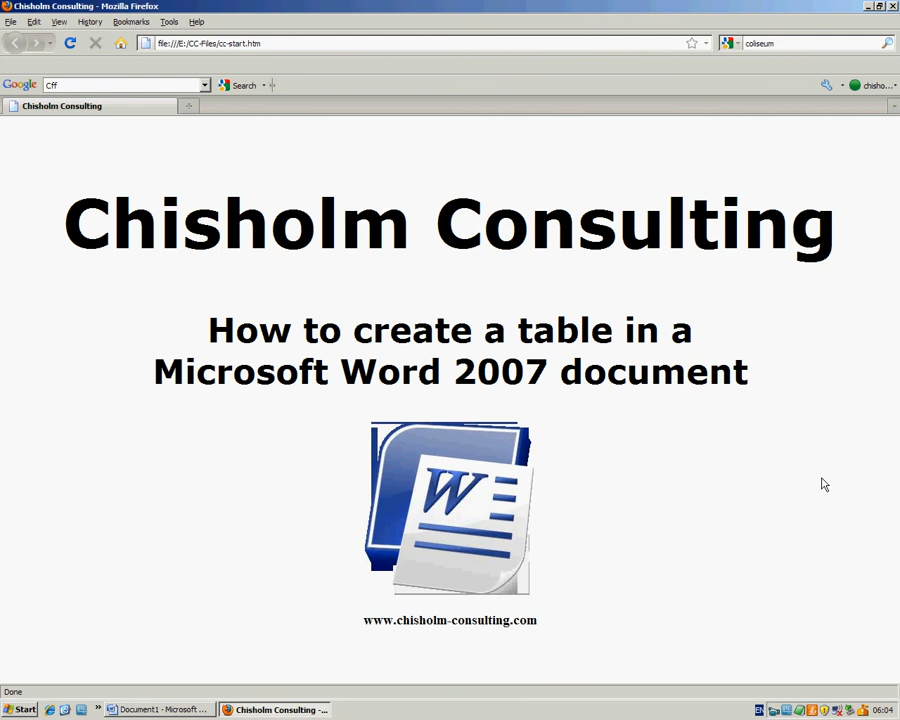 Chisholm Consulting - Mozilla Firefox
File Edit View History Bookmarks Tools Help
file:///E:/CC-Files/cc-start.htm
coliseum
Google Cff Search chisho...
Chisholm Consulting
Chisholm Consulting
How to create a table in a
Microsoft Word 2007 document
W
www.chisholm-consulting.com
Done
Start Document1 - Microsoft ... Chisholm Consulting -... EN 06:04